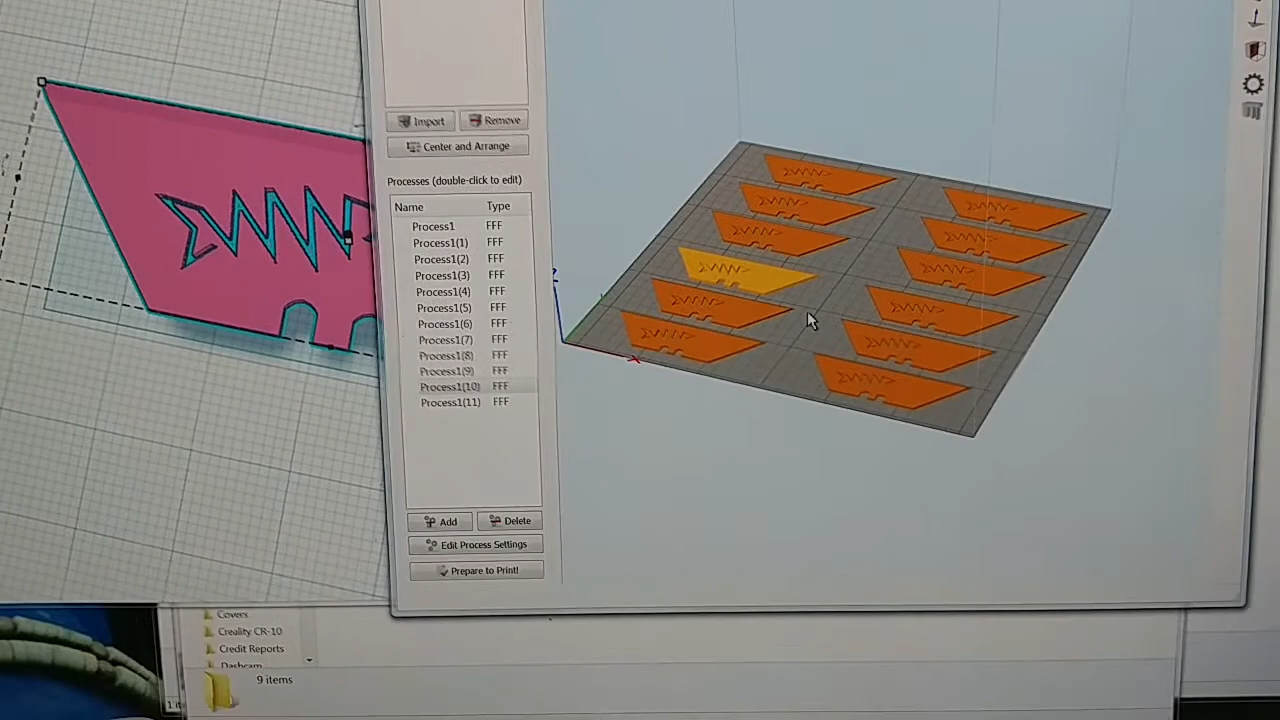 Import
Remove
Center and Arrange
Processes (double-click to edit)
Name Type
Process1 FFF
Process1(1) FFF
Process1(2) FFF
Process1(3) FFF
Process1(4) FFF
Process1(5) FFF
Process1(6) FFF
Process1(7) FFF
Process1(8) FFF
Process1(9) FFF
Process1(10) FFF
Process1(11) FFF
Add
Delete
Edit Process Settings
Prepare to Print!
Covers
Creality CR-10
Credit Reports
Dashcam
9 items